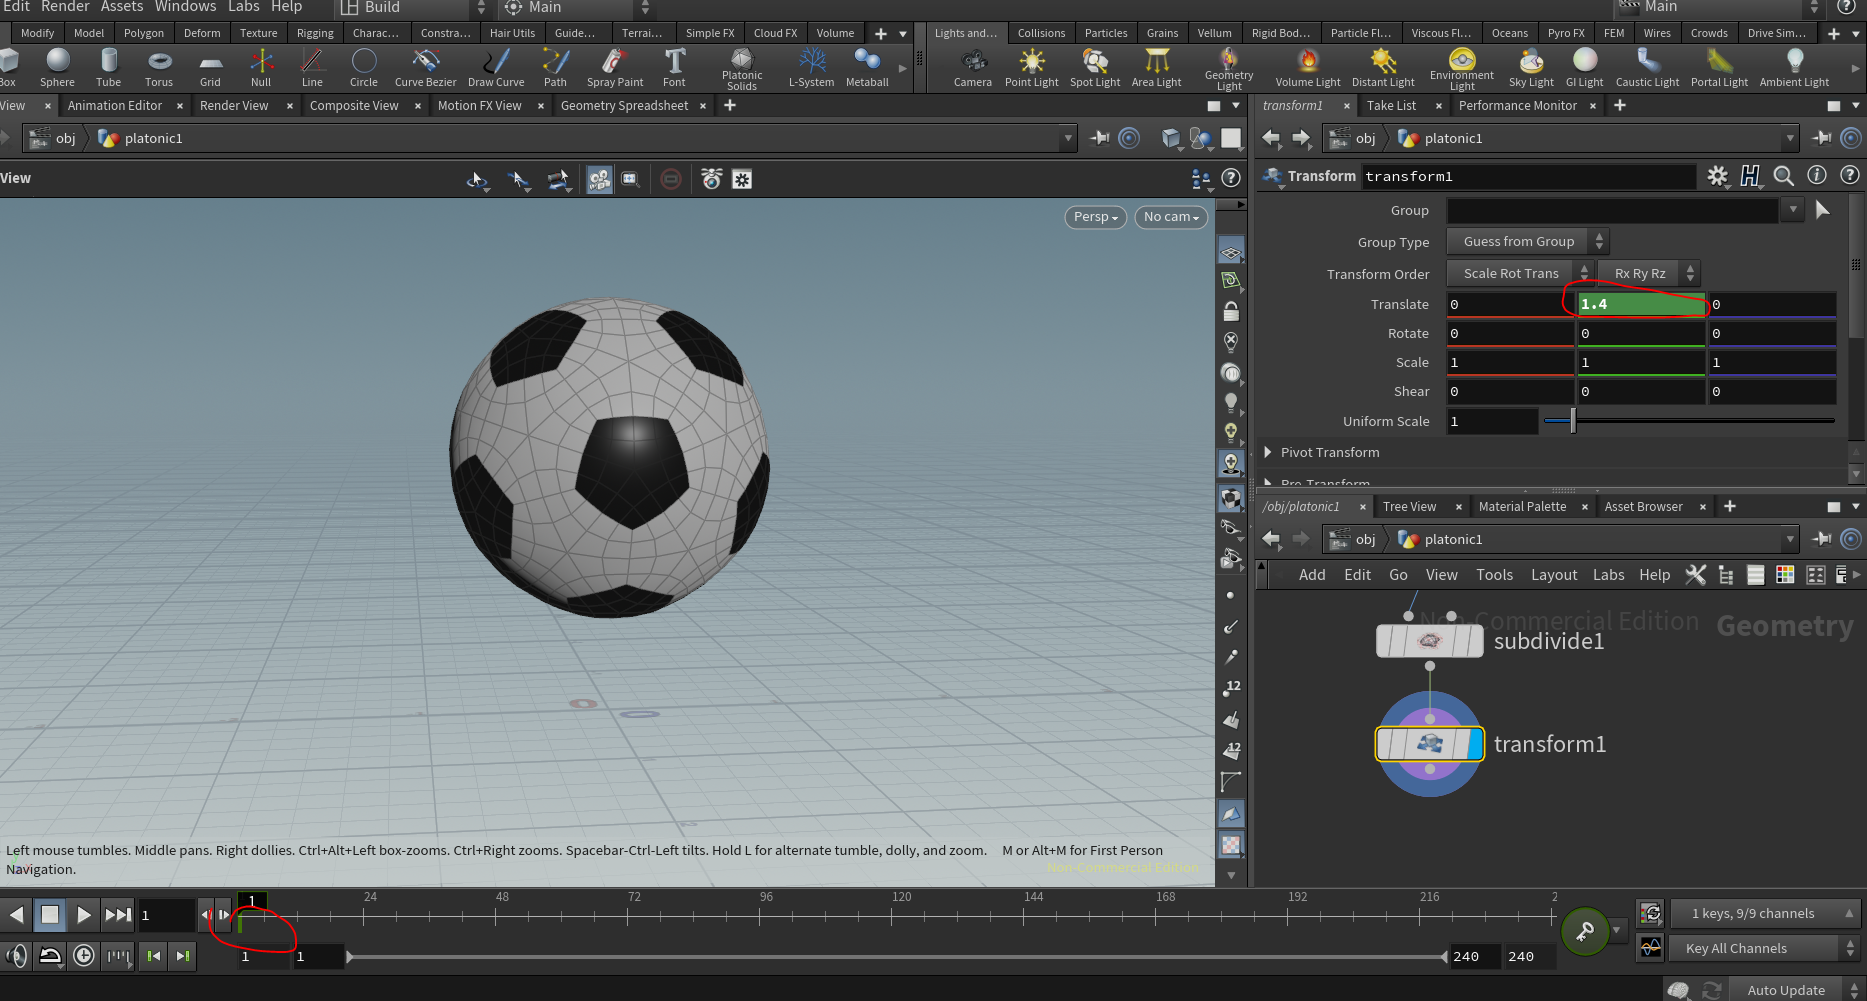 Edit Render Assets Windows Labs Help Build Main Main
Modify Model Polygon Deform Texture Rigging Charac... Constra... Hair Utils Guide... Terrai... Simple FX Cloud FX Volume
Lights and... Collisions Particles Grains Vellum Rigid Bod... Particle Fl... Viscous Fl... Oceans Pyro FX FEM Wires Crowds Drive Sim...
Box Sphere Tube Torus Grid Null Line Circle Curve Bezier Draw Curve Path Spray Paint Font Platonic Solids L-System Metaball
Camera Point Light Spot Light Area Light Geometry Light Volume Light Distant Light Environment Light Sky Light GI Light Caustic Light Portal Light Ambient Light
View Animation Editor Render View Composite View Motion FX View Geometry Spreadsheet
transform1 Take List Performance Monitor
obj platonic1
obj platonic1
View
Persp No cam
Transform transform1
Group
Group Type Guess from Group
Transform Order Scale Rot Trans Rx Ry Rz
Translate 0 1.4 0
Rotate 0 0 0
Scale 1 1 1
Shear 0 0 0
Uniform Scale 1
Pivot Transform
Pre-Transform
/obj/platonic1 Tree View Material Palette Asset Browser
obj platonic1
Add Edit Go View Tools Layout Labs Help
Non-Commercial Edition Geometry
subdivide1
transform1
12
12
Left mouse tumbles. Middle pans. Right dollies. Ctrl+Alt+Left box-zooms. Ctrl+Right zooms. Spacebar-Ctrl-Left tilts. Hold L for alternate tumble, dolly, and zoom. M or Alt+M for First Person
Navigation.
Non-Commercial Edition
1 1 24 48 72 96 120 144 168 192 216 2
1 keys, 9/9 channels
1 1 240 240
Key All Channels
Auto Update